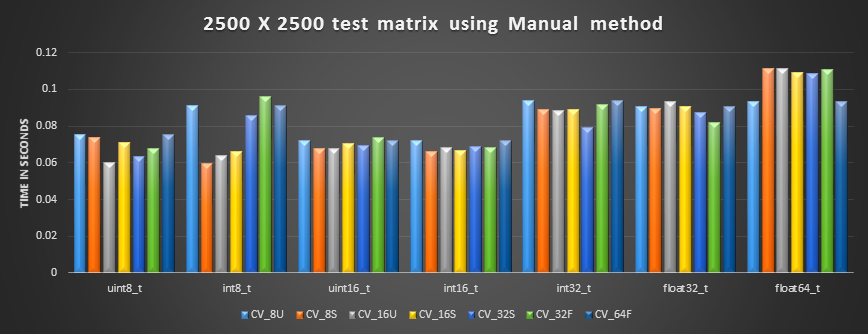 2500 X 2500 test matrix using Manual method
TIME IN SECONDS
0.12
0.1
0.08
0.06
0.04
0.02
0
uint8_t int8_t uint16_t int16_t int32_t float32_t float64_t
CV_8U CV_8S CV_16U CV_16S CV_32S CV_32F CV_64F